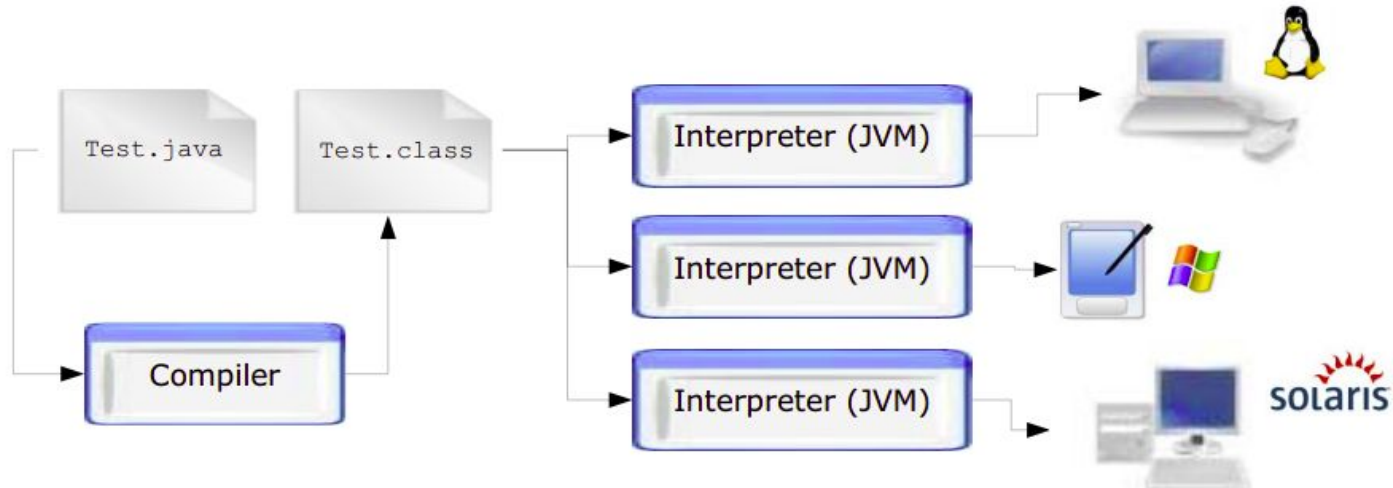 Test.java
Test.class
Compiler
Interpreter (JVM)
Interpreter (JVM)
Interpreter (JVM)
solaris